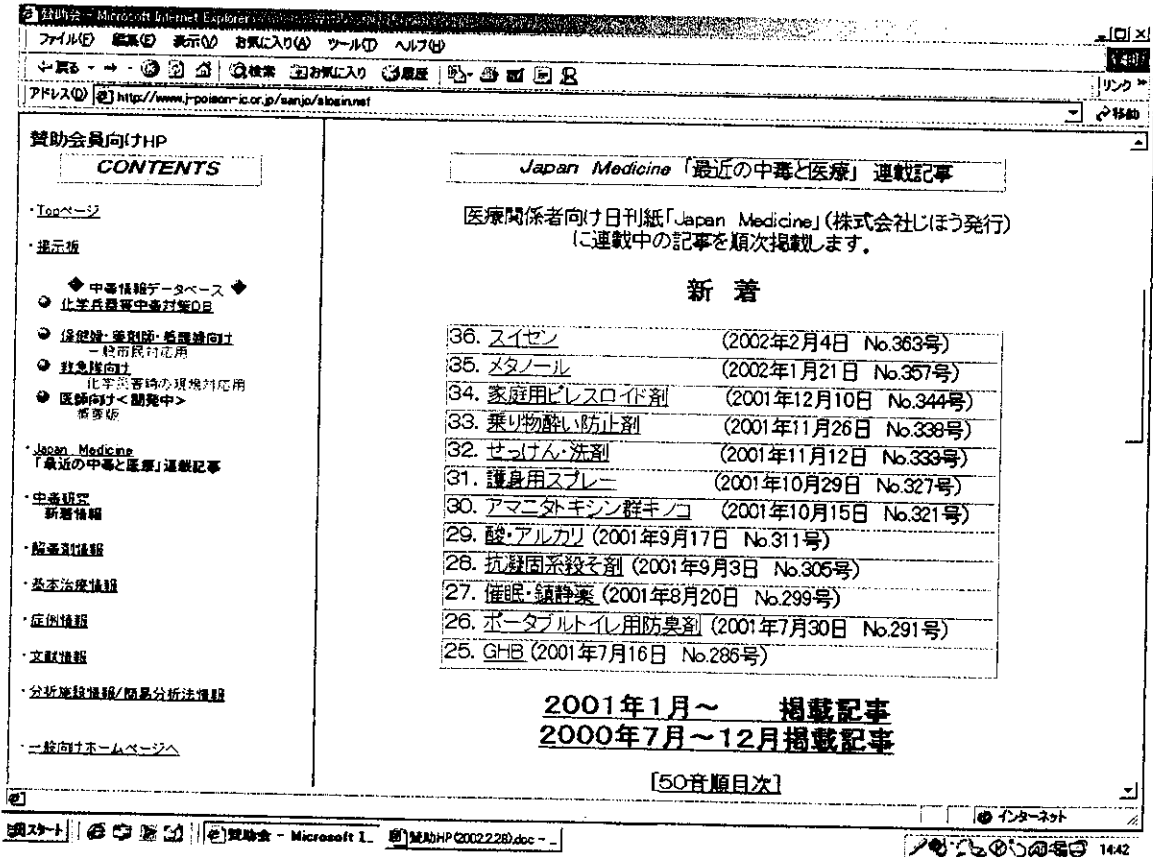 賛助会 - Microsoft Internet Explorer
ファイル(F) 編集(E) 表示(V) お気に入り(A) ツール(T) ヘルプ(H)
戻る 検索 お気に入り 履歴
リンク »
アドレス(D) http://www.j-poison-ic.or.jp/sanjo/slosin.nsf 移動
賛助会員向けHP
CONTENTS
・Topページ
・掲示板
◆ 中毒情報データベース ◆
化学兵器等中毒対策DB
保健婦・薬剤師・看護婦向け
一般市民対応用
救急隊向け
化学災害時の現場対応用
医師向け<開発中>
概要版
・Japan Medicine
「最近の中毒と医療」連載記事
・中毒研究
新着情報
・解毒剤情報
・基本治療情報
・症例情報
・文献情報
・分析施設情報/簡易分析法情報
・一般向けホームページへ
Japan Medicine 「最近の中毒と医療」 連載記事
医療関係者向け日刊紙「Japan Medicine」(株式会社じほう発行)
に連載中の記事を順次掲載します。
新 着
36. スイセン (2002年2月4日 No.363号)
35. メタノール (2002年1月21日 No.357号)
34. 家庭用ピレスロイド剤 (2001年12月10日 No.344号)
33. 乗り物酔い防止剤 (2001年11月26日 No.338号)
32. せっけん・洗剤 (2001年11月12日 No.333号)
31. 護身用スプレー (2001年10月29日 No.327号)
30. アマニタトキシン群キノコ (2001年10月15日 No.321号)
29. 酸・アルカリ (2001年9月17日 No.311号)
28. 抗凝固系殺そ剤 (2001年9月3日 No.305号)
27. 催眠・鎮静薬 (2001年8月20日 No.299号)
26. ポータブルトイレ用防臭剤 (2001年7月30日 No.291号)
25. GHB (2001年7月16日 No.286号)
2001年1月～ 掲載記事
2000年7月～12月掲載記事
[50音順目次]
インターネット
スタート 賛助会 - Microsoft I... 賛助HP(2002.2.28).doc - ... 14:42